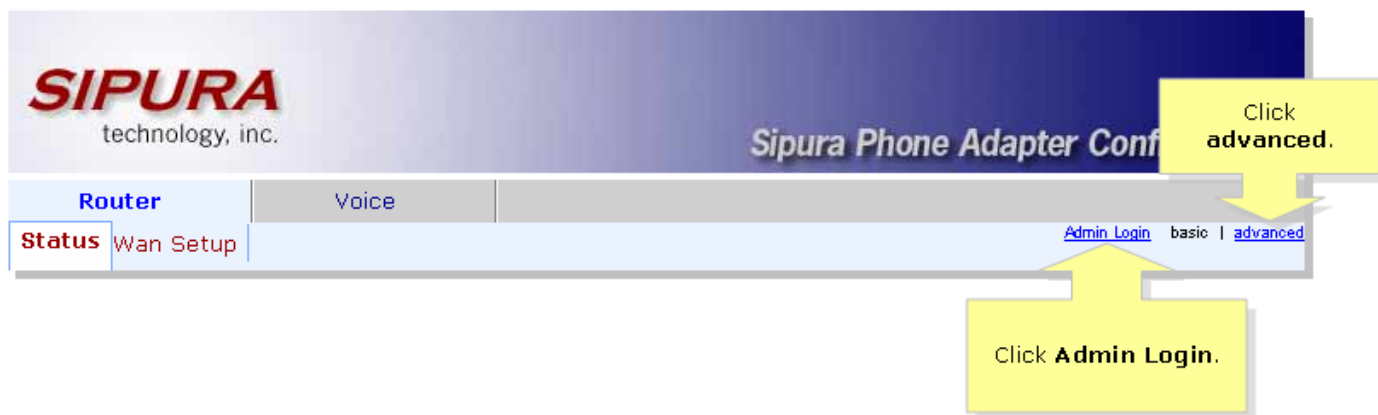 SIPURA
technology, inc.
Sipura Phone Adapter Conf
Click
advanced.
Router Voice
Status Wan Setup
Admin Login basic | advanced
Click Admin Login.